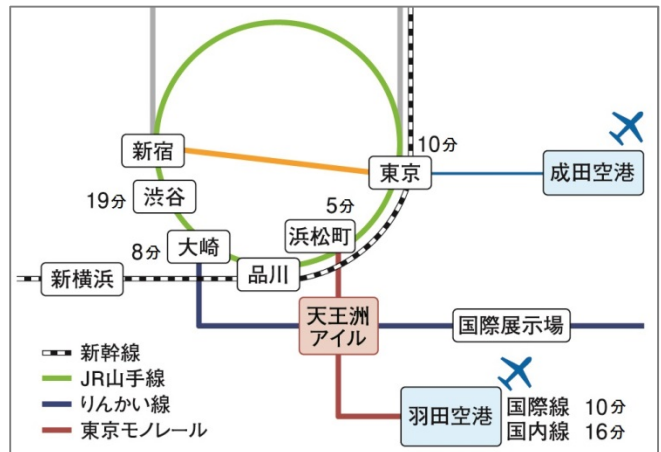 10分
新宿
東京
成田空港
19分
渋谷
5分
浜松町
8分
大崎
品川
新横浜
天王洲
アイル
国際展示場
新幹線
JR山手線
りんかい線
東京モノレール
羽田空港
国際線 10分
国内線 16分